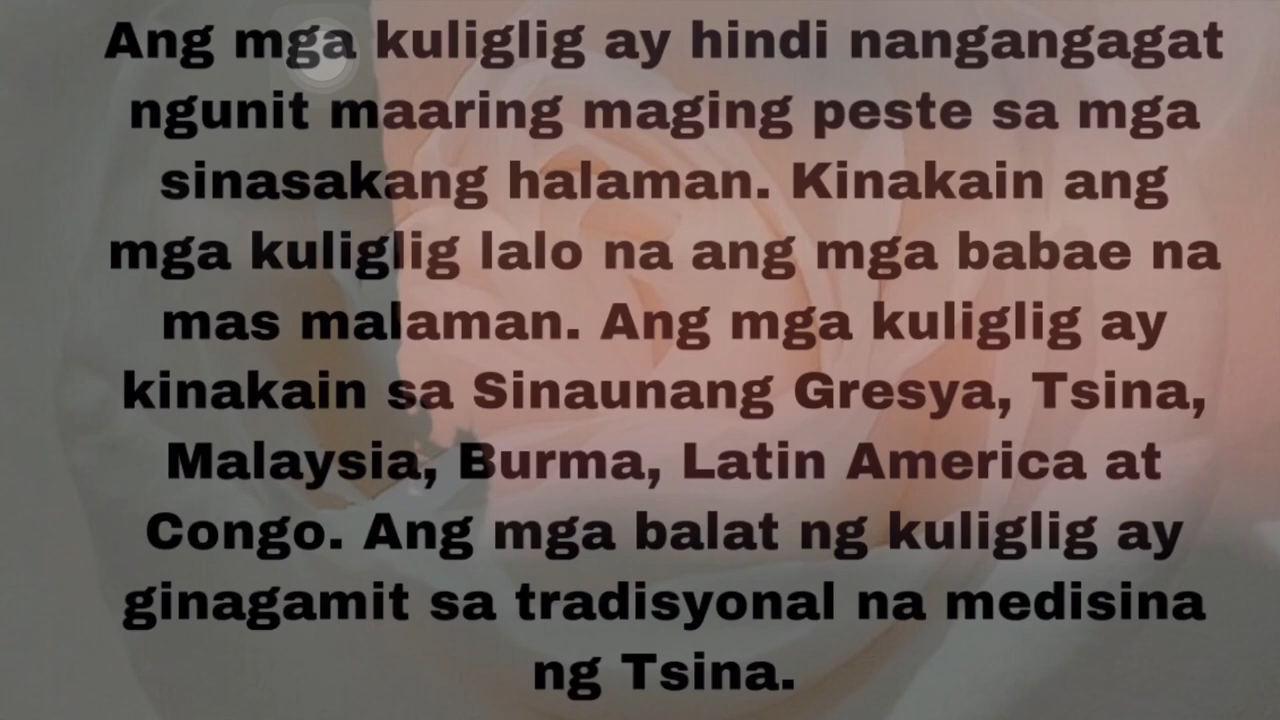 Ang mga kuliglig ay hindi nangangagat
ngunit maaring maging peste sa mga
sinasakang halaman. Kinakain ang
mga kuliglig lalo na ang mga babae na
mas malaman. Ang mga kuliglig ay
kinakain sa Sinaunang Gresya, Tsina,
Malaysia, Burma, Latin America at
Congo. Ang mga balat ng kuliglig ay
ginagamit sa tradisyonal na medisina
ng Tsina.